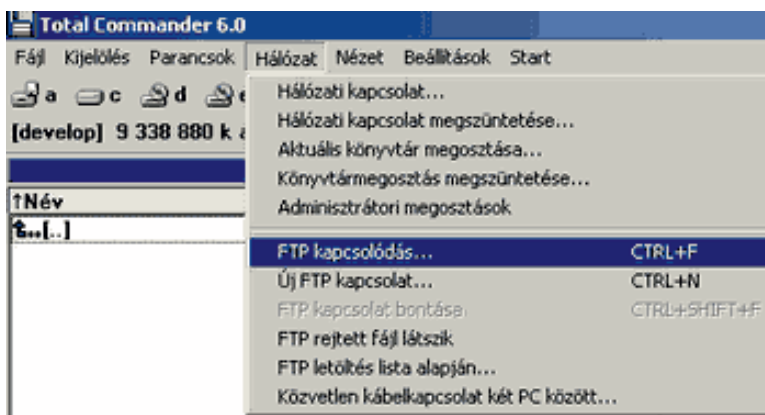 Total Commander 6.0
Fájl Kijelölés Parancsok Hálózat Nézet Beállítások Start
a c d e
[develop] 9 338 880 k
↑Név
[..]
Hálózati kapcsolat...
Hálózati kapcsolat megszüntetése...
Aktuális könyvtár megosztása...
Könyvtármegosztás megszüntetése...
Adminisztrátori megosztások
FTP kapcsolódás... CTRL+F
Új FTP kapcsolat... CTRL+N
FTP kapcsolat bontása CTRL+SHIFT+F
FTP rejtett fájl látszik
FTP letöltés lista alapján...
Közvetlen kábelkapcsolat két PC között...